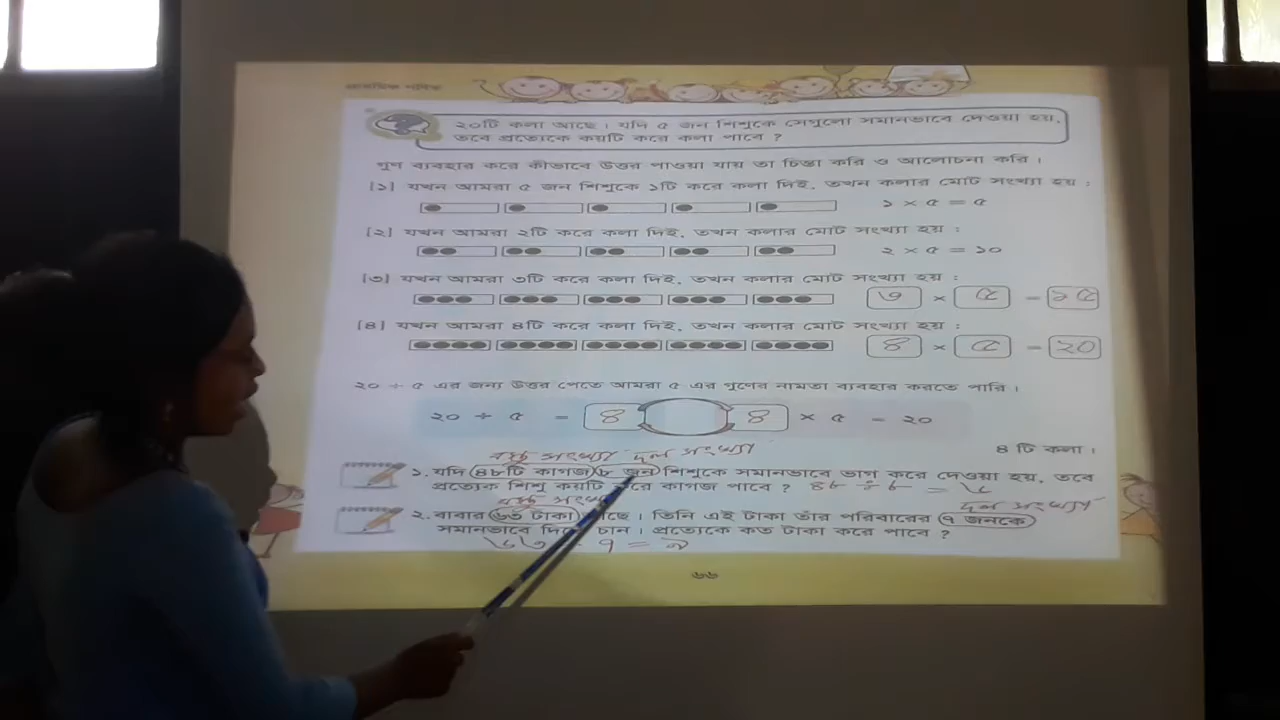 প্রাথমিক গণিত
২০টি কলা আছে। যদি ৫ জন শিশুকে সেগুলো সমানভাবে দেওয়া হয়,
তবে প্রত্যেকে কয়টি করে কলা পাবে ?
গুণ ব্যবহার করে কীভাবে উত্তর পাওয়া যায় তা চিন্তা করি ও আলোচনা করি।
[১] যখন আমরা ৫ জন শিশুকে ১টি করে কলা দিই, তখন কলার মোট সংখ্যা হয় :
১ × ৫ = ৫
[২] যখন আমরা ২টি করে কলা দিই, তখন কলার মোট সংখ্যা হয় :
২ × ৫ = ১০
[৩] যখন আমরা ৩টি করে কলা দিই, তখন কলার মোট সংখ্যা হয় :
৩ × ৫ = ১৫
[৪] যখন আমরা ৪টি করে কলা দিই, তখন কলার মোট সংখ্যা হয় :
৪ × ৫ = ২০
২০ ÷ ৫ এর জন্য উত্তর পেতে আমরা ৫ এর গুণের নামতা ব্যবহার করতে পারি।
২০ ÷ ৫ = ৪ ৪ × ৫ = ২০
৪ টি কলা।
বস্তু সংখ্যা দল সংখ্যা
১. যদি ৪৮টি কাগজ ৮ জন শিশুকে সমানভাবে ভাগ করে দেওয়া হয়, তবে
প্রত্যেক শিশু কয়টি করে কাগজ পাবে ? ৪৮ ÷ ৮ = ৬
বস্তু সংখ্যা দল সংখ্যা
২. বাবার ৬৩ টাকা আছে। তিনি এই টাকা তাঁর পরিবারের ৭ জনকে
সমানভাবে দিতে চান। প্রত্যেকে কত টাকা করে পাবে ?
৬৩ ÷ ৭ = ৯
৬৬